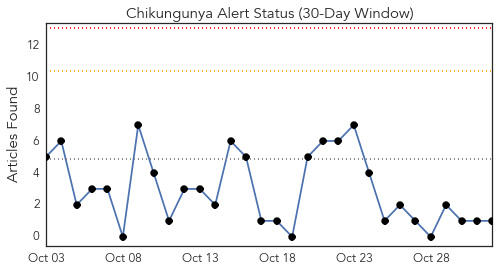 Chikungunya Alert Status (30-Day Window)
Articles Found
12
10
8
6
4
2
0
Oct 03
Oct 08
Oct 13
Oct 18
Oct 23
Oct 28